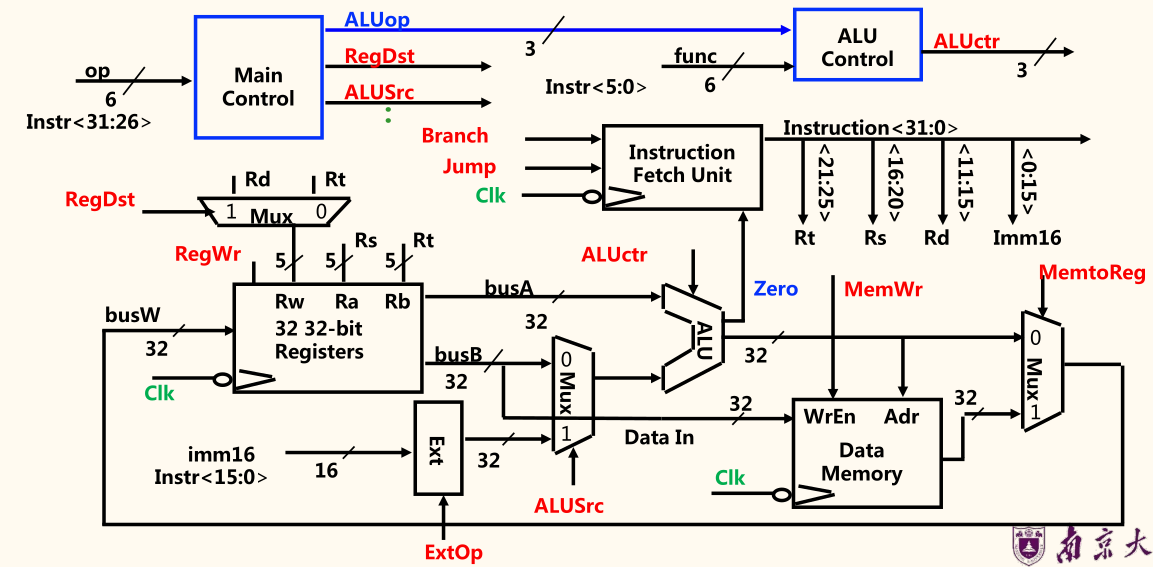 ALUop
3
ALU
Control
ALUctr
3
RegDst
func
6
Instr<5:0>
op
6
Instr<31:26>
Main
Control
ALUSrc
:
Branch
Jump
Clk
Instruction
Fetch Unit
Instruction<31:0>
<21:25>
<16:20>
<11:15>
<0:15>
Rt
Rs
Rd
Imm16
Rd
Rt
RegDst
1
Mux
0
RegWr
5
5
Rs
5
Rt
ALUctr
Zero
MemWr
MemtoReg
busW
32
Rw
Ra
Rb
32 32-bit
Registers
Clk
busA
32
busB
32
0
Mux
1
ALU
32
0
Mux
1
imm16
Instr<15:0>
16
Ext
32
ALUSrc
ExtOp
Data In
32
WrEn
Adr
Data
Memory
Clk
32
南京大